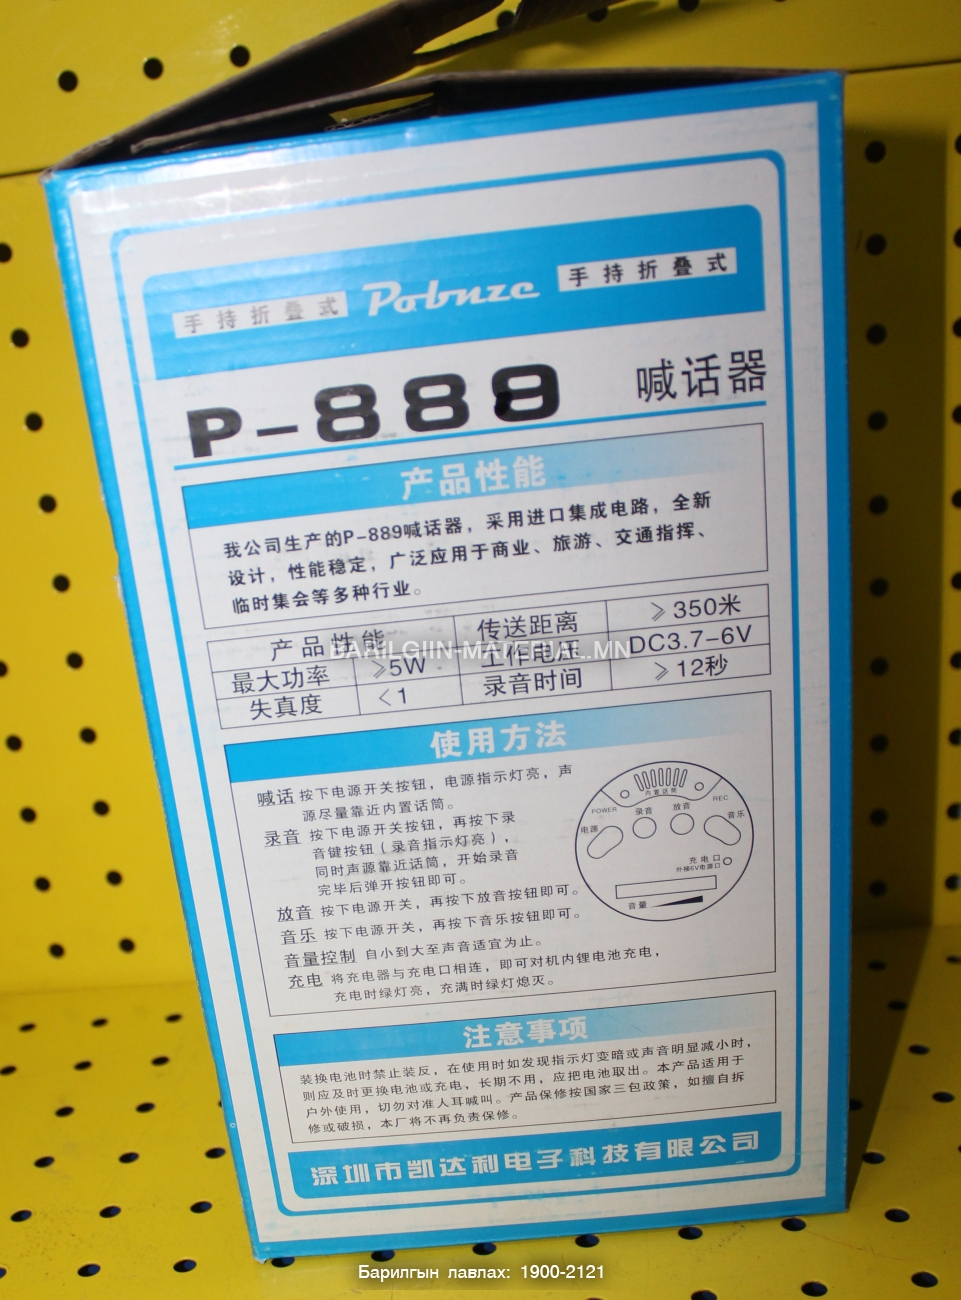 手持折叠式 Pobuze 手持折叠式
P-888 喊话器
产品性能
我公司生产的P-889喊话器，采用进口集成电路，全新
设计，性能稳定，广泛应用于商业、旅游、交通指挥、
临时集会等多种行业。
产品性能 传送距离 ≥350米
最大功率 ≥5W 工作电压 DC3.7-6V
失真度 <1 录音时间 ≥12秒
BARILGIIN-MATERIAL.MN
使用方法
喊话 按下电源开关按钮，电源指示灯亮，声
源尽量靠近内置话筒。
录音 按下电源开关按钮，再按下录
音键按钮(录音指示灯亮)，
同时声源靠近话筒，开始录音
完毕后弹开按钮即可。
放音 按下电源开关，再按下放音按钮即可。
音乐 按下电源开关，再按下音乐按钮即可。
音量控制 自小到大至声音适宜为止。
充电 将充电器与充电口相连，即可对机内锂电池充电，
充电时绿灯亮，充满时绿灯熄灭。
内置话筒
POWER 录音 放音 REC
电源 音乐
充电口
外接6V电源口
音量
注意事项
装换电池时禁止装反，在使用时如发现指示灯变暗或声音明显减小时，
则应及时更换电池或充电，长期不用，应把电池取出。本产品适用于
户外使用，切勿对准人耳喊叫。产品保修按国家三包政策，如擅自拆
修或破损，本厂将不再负责保修。
深圳市凯达利电子科技有限公司
Барилгын лавлах: 1900-2121